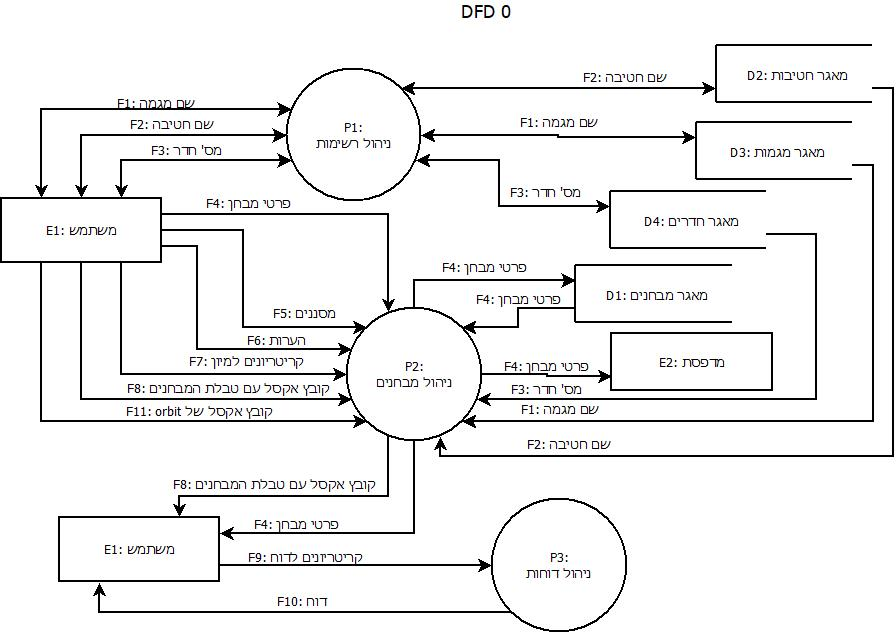 DFD 0
D2: מאגר חטיבות
F2: שם חטיבה
F1: שם מגמה
P1:
ניהול רשימות
F2: שם חטיבה
F1: שם מגמה
D3: מאגר מגמות
F3: מס' חדר
F3: מס' חדר
F4: פרטי מבחן
D4: מאגר חדרים
E1: משתמש
F4: פרטי מבחן
D1: מאגר מבחנים
F4: פרטי מבחן
F5: מסננים
F6: הערות
F7: קריטריונים למיון
P2:
ניהול מבחנים
F4: פרטי מבחן
E2: מדפסת
F8: קובץ אקסל עם טבלת המבחנים
F3: מס' חדר
F11: קובץ אקסל של orbit
F1: שם מגמה
F2: שם חטיבה
F8: קובץ אקסל עם טבלת המבחנים
F4: פרטי מבחן
E1: משתמש
F9: קריטריונים לדוח
P3:
ניהול דוחות
F10: דוח